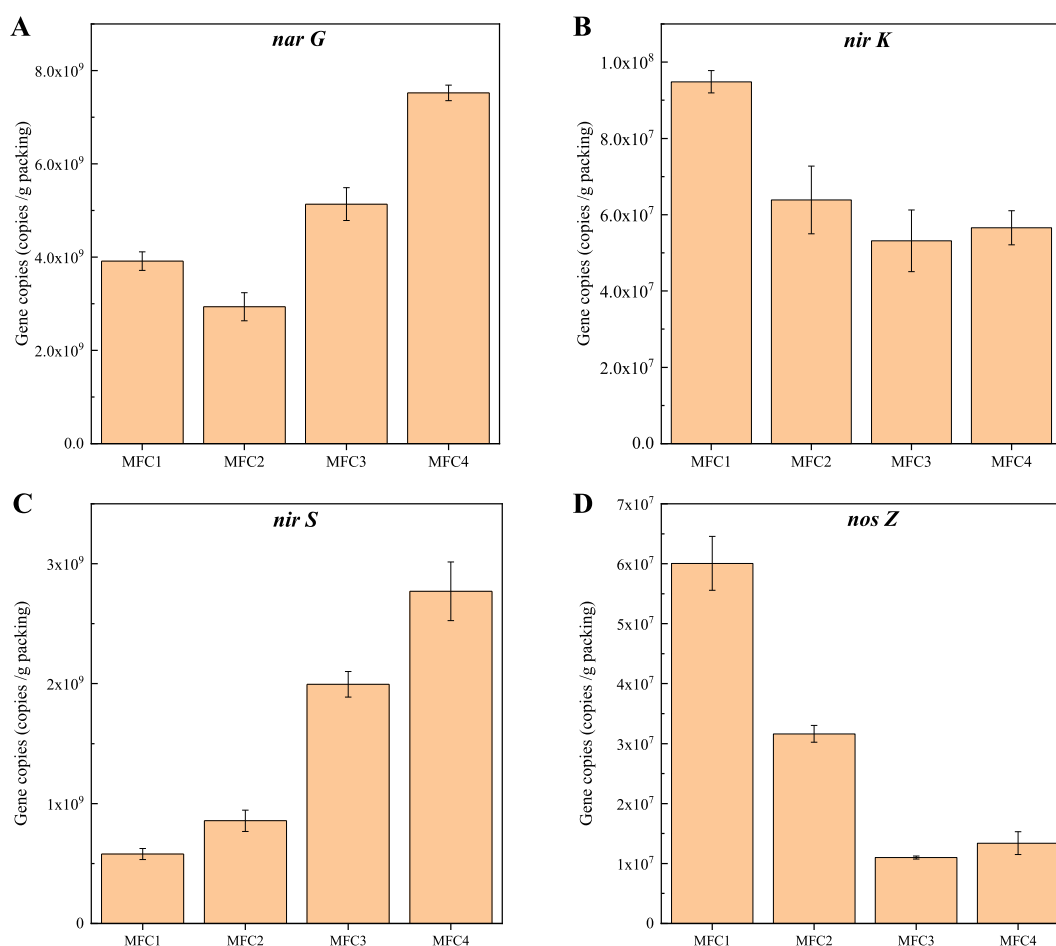 A
nar G
Gene copies (copies /g packing)
8.0x10⁹
6.0x10⁹
4.0x10⁹
2.0x10⁹
0.0
MFC1 MFC2 MFC3 MFC4
B
nir K
Gene copies (copies /g packing)
1.0x10⁸
8.0x10⁷
6.0x10⁷
4.0x10⁷
2.0x10⁷
0.0
MFC1 MFC2 MFC3 MFC4
C
nir S
Gene copies (copies /g packing)
3x10⁹
2x10⁹
1x10⁹
0
MFC1 MFC2 MFC3 MFC4
D
nos Z
Gene copies (copies /g packing)
7x10⁷
6x10⁷
5x10⁷
4x10⁷
3x10⁷
2x10⁷
1x10⁷
0
MFC1 MFC2 MFC3 MFC4